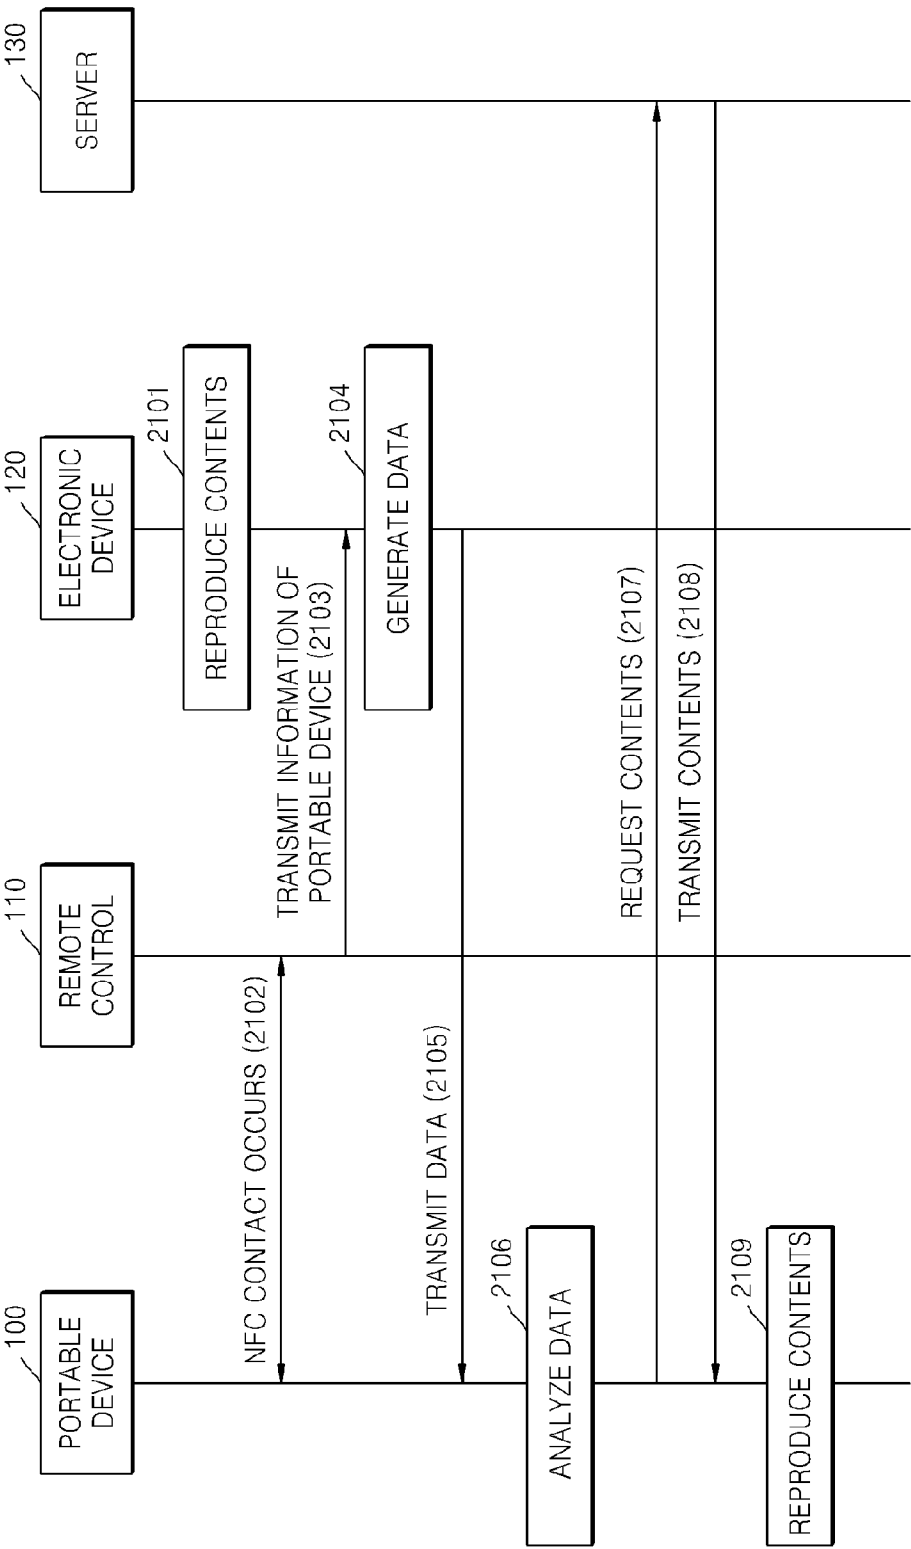 100
PORTABLE
DEVICE
110
REMOTE
CONTROL
120
ELECTRONIC
DEVICE
130
SERVER
2101
REPRODUCE CONTENTS
NFC CONTACT OCCURS (2102)
TRANSMIT INFORMATION OF
PORTABLE DEVICE (2103)
2104
GENERATE DATA
TRANSMIT DATA (2105)
2106
ANALYZE DATA
REQUEST CONTENTS (2107)
TRANSMIT CONTENTS (2108)
2109
REPRODUCE CONTENTS